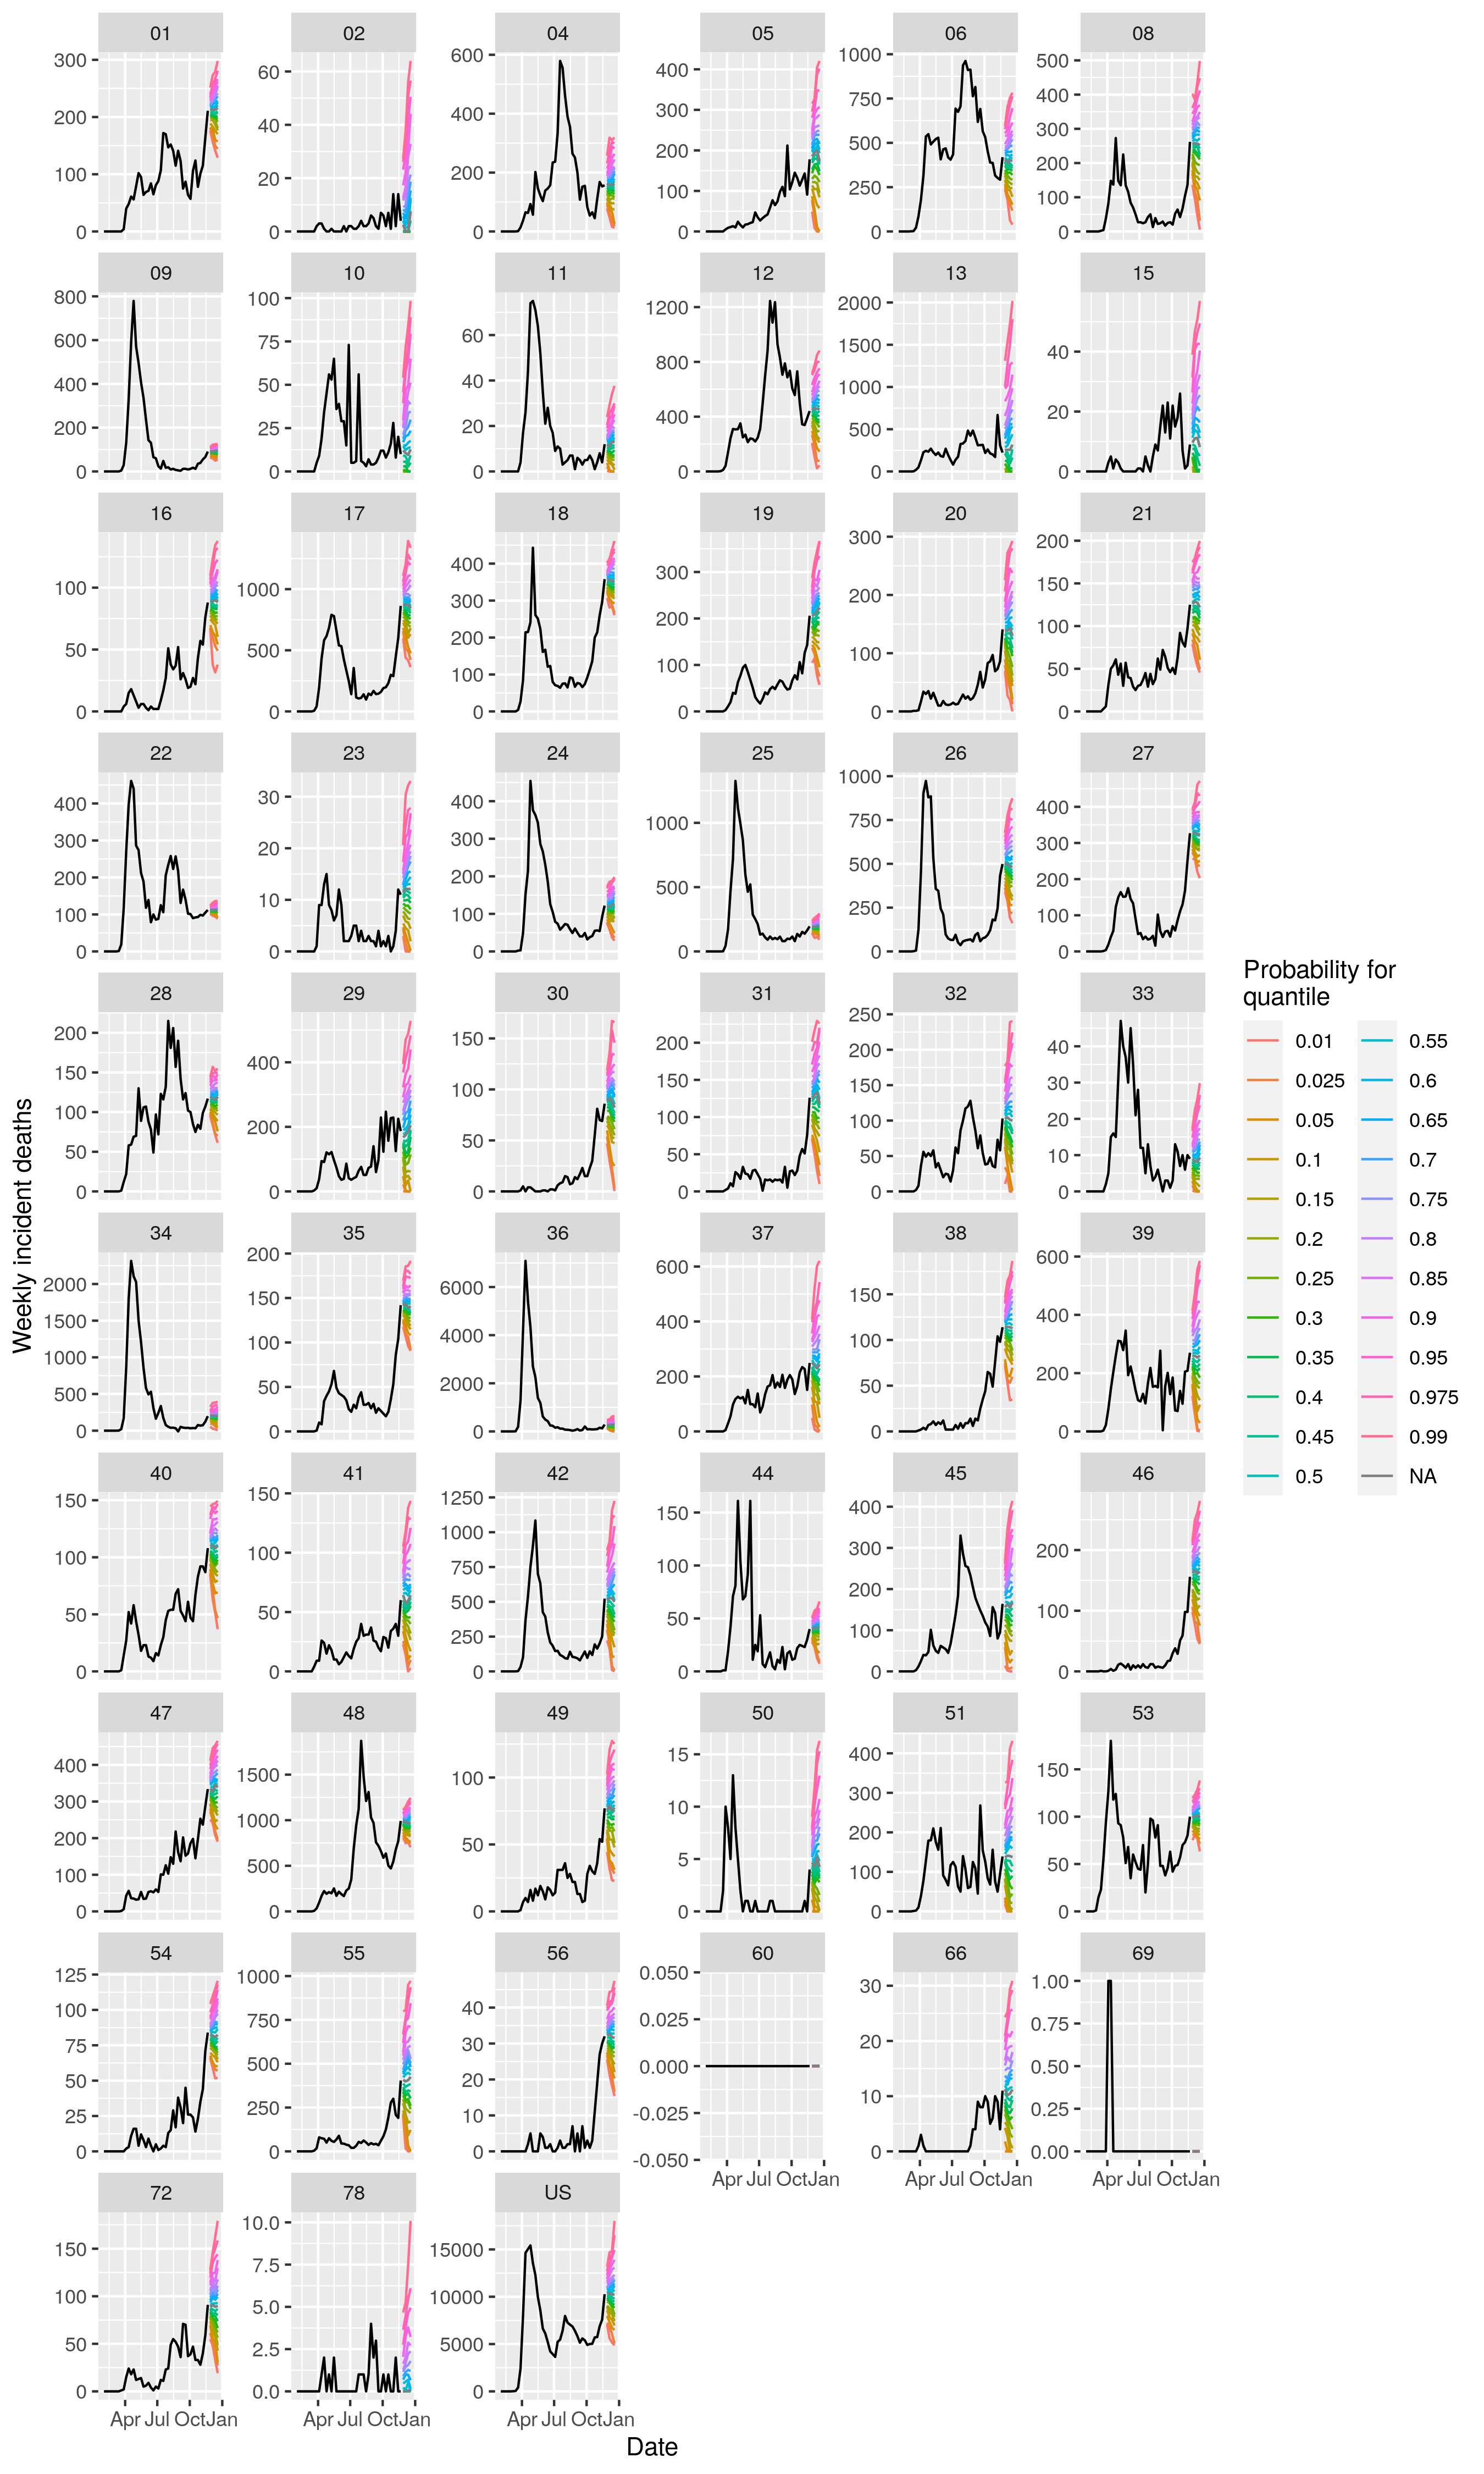 01 02 04 05 06 08
300 200 100 0
60 40 20 0
600 400 200 0
400 300 200 100 0
1000 750 500 250 0
500 400 300 200 100 0
09 10 11 12 13 15
800 600 400 200 0
100 75 50 25 0
60 40 20 0
1200 800 400 0
2000 1500 1000 500 0
40 20 0
16 17 18 19 20 21
100 50 0
1000 500 0
400 300 200 100 0
300 200 100 0
300 200 100 0
200 150 100 50 0
22 23 24 25 26 27
400 300 200 100 0
30 20 10 0
400 300 200 100 0
1000 500 0
1000 750 500 250 0
400 300 200 100 0
28 29 30 31 32 33
200 150 100 50 0
400 200 0
150 100 50 0
200 150 100 50 0
250 200 150 100 50 0
40 30 20 10 0
34 35 36 37 38 39
2000 1500 1000 500 0
200 150 100 50 0
6000 4000 2000 0
600 400 200 0
150 100 50 0
600 400 200 0
40 41 42 44 45 46
150 100 50 0
150 100 50 0
1250 1000 750 500 250 0
150 100 50 0
400 300 200 100 0
200 100 0
47 48 49 50 51 53
400 300 200 100 0
1500 1000 500 0
100 50 0
15 10 5 0
400 300 200 100 0
150 100 50 0
54 55 56 60 66 69
125 100 75 50 25 0
1000 750 500 250 0
40 30 20 10 0
0.050 0.025 0.000 -0.025 -0.050
30 20 10 0
1.00 0.75 0.50 0.25 0.00
Apr Jul Oct Jan
Apr Jul Oct Jan
Apr Jul Oct Jan
72 78 US
150 100 50 0
10.0 7.5 5.0 2.5 0.0
15000 10000 5000 0
Apr Jul Oct Jan
Apr Jul Oct Jan
Apr Jul Oct Jan
Date
Weekly incident deaths
Probability for
quantile
0.01 0.55
0.025 0.6
0.05 0.65
0.1 0.7
0.15 0.75
0.2 0.8
0.25 0.85
0.3 0.9
0.35 0.95
0.4 0.975
0.45 0.99
0.5 NA